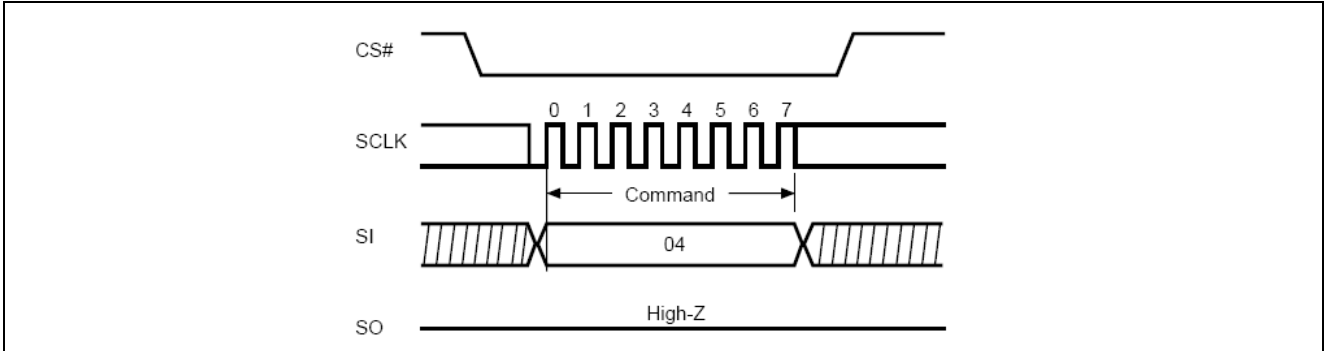 CS#
0 1 2 3 4 5 6 7
SCLK
Command
SI
04
High-Z
SO